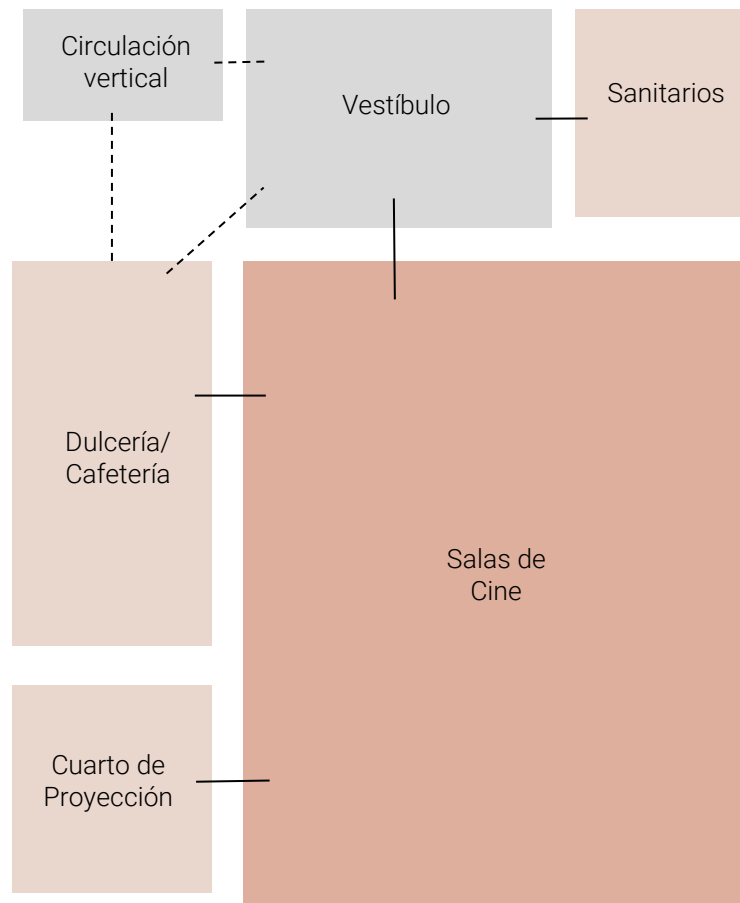 Circulación
vertical
Vestíbulo
Sanitarios
Dulcería/
Cafetería
Salas de
Cine
Cuarto de
Proyección